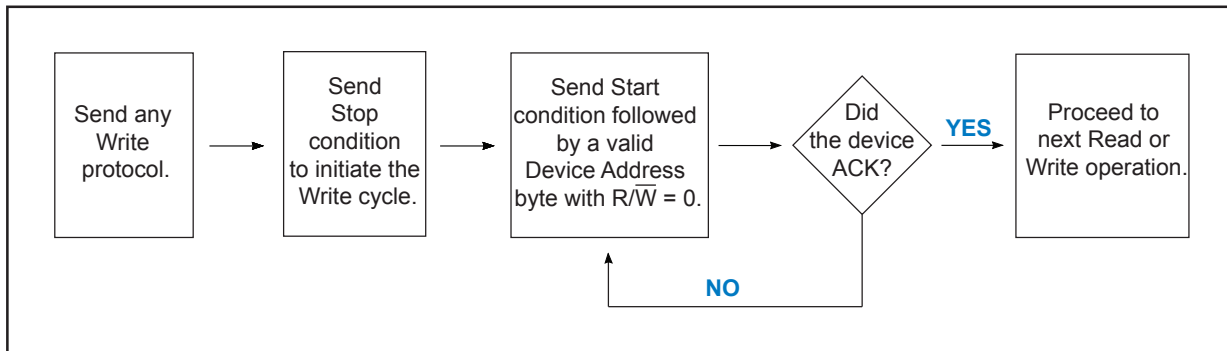 Send any
Write
protocol.
Send
Stop
condition
to initiate the
Write cycle.
Send Start
condition followed
by a valid
Device Address
byte with R/W̅ = 0.
Did
the device
ACK?
YES
NO
Proceed to
next Read or
Write operation.